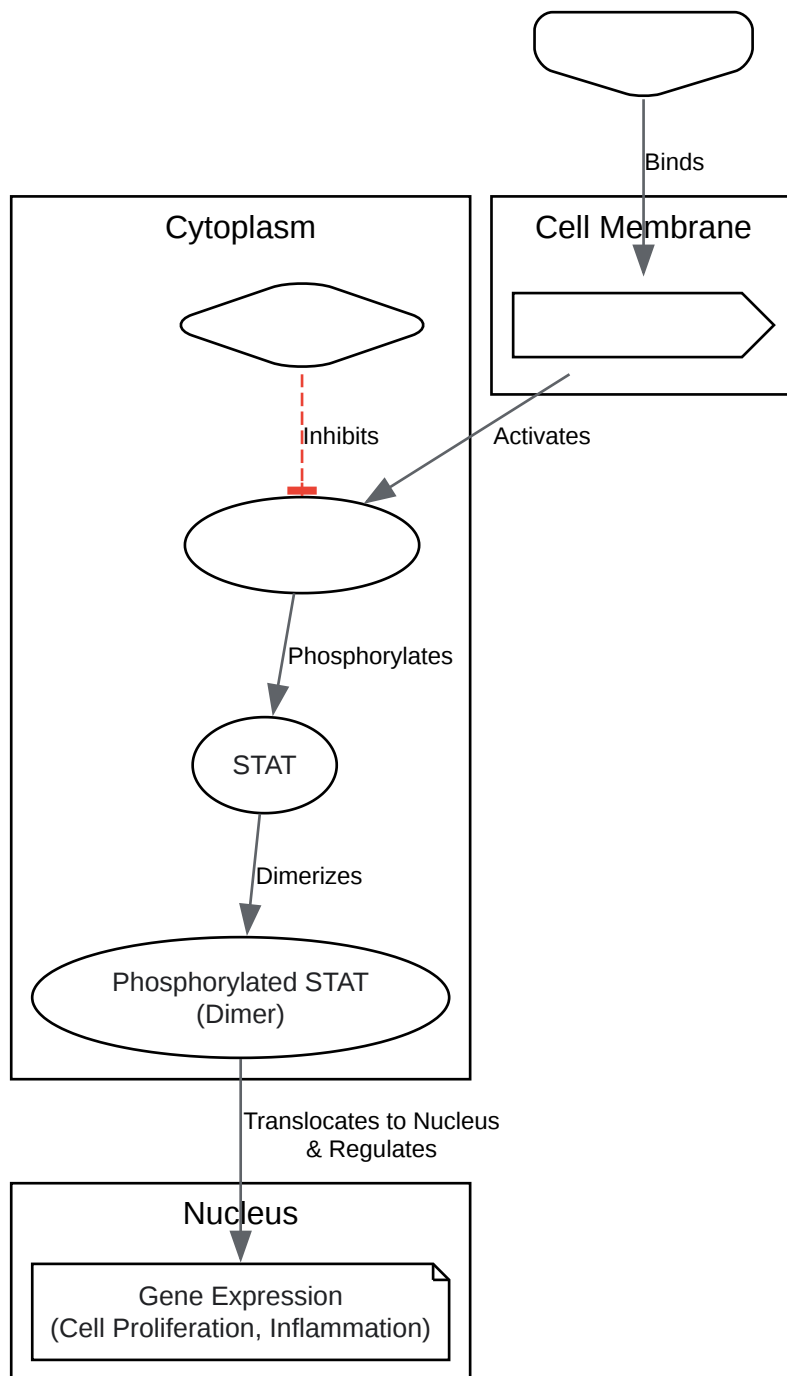 Binds
Cytoplasm
Cell Membrane
Inhibits
Activates
Phosphorylates
STAT
Dimerizes
Phosphorylated STAT
(Dimer)
Translocates to Nucleus
& Regulates
Nucleus
Gene Expression
(Cell Proliferation, Inflammation)